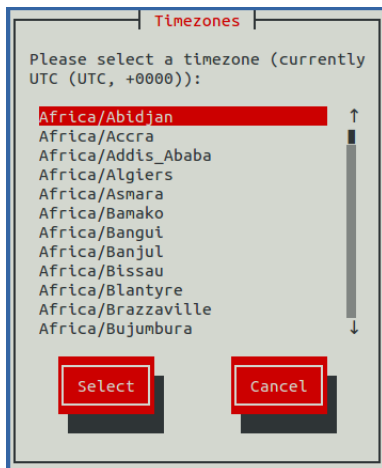 Timezones
Please select a timezone (currently
UTC (UTC, +0000)):
Africa/Abidjan
Africa/Accra
Africa/Addis_Ababa
Africa/Algiers
Africa/Asmara
Africa/Bamako
Africa/Bangui
Africa/Banjul
Africa/Bissau
Africa/Blantyre
Africa/Brazzaville
Africa/Bujumbura
Select Cancel